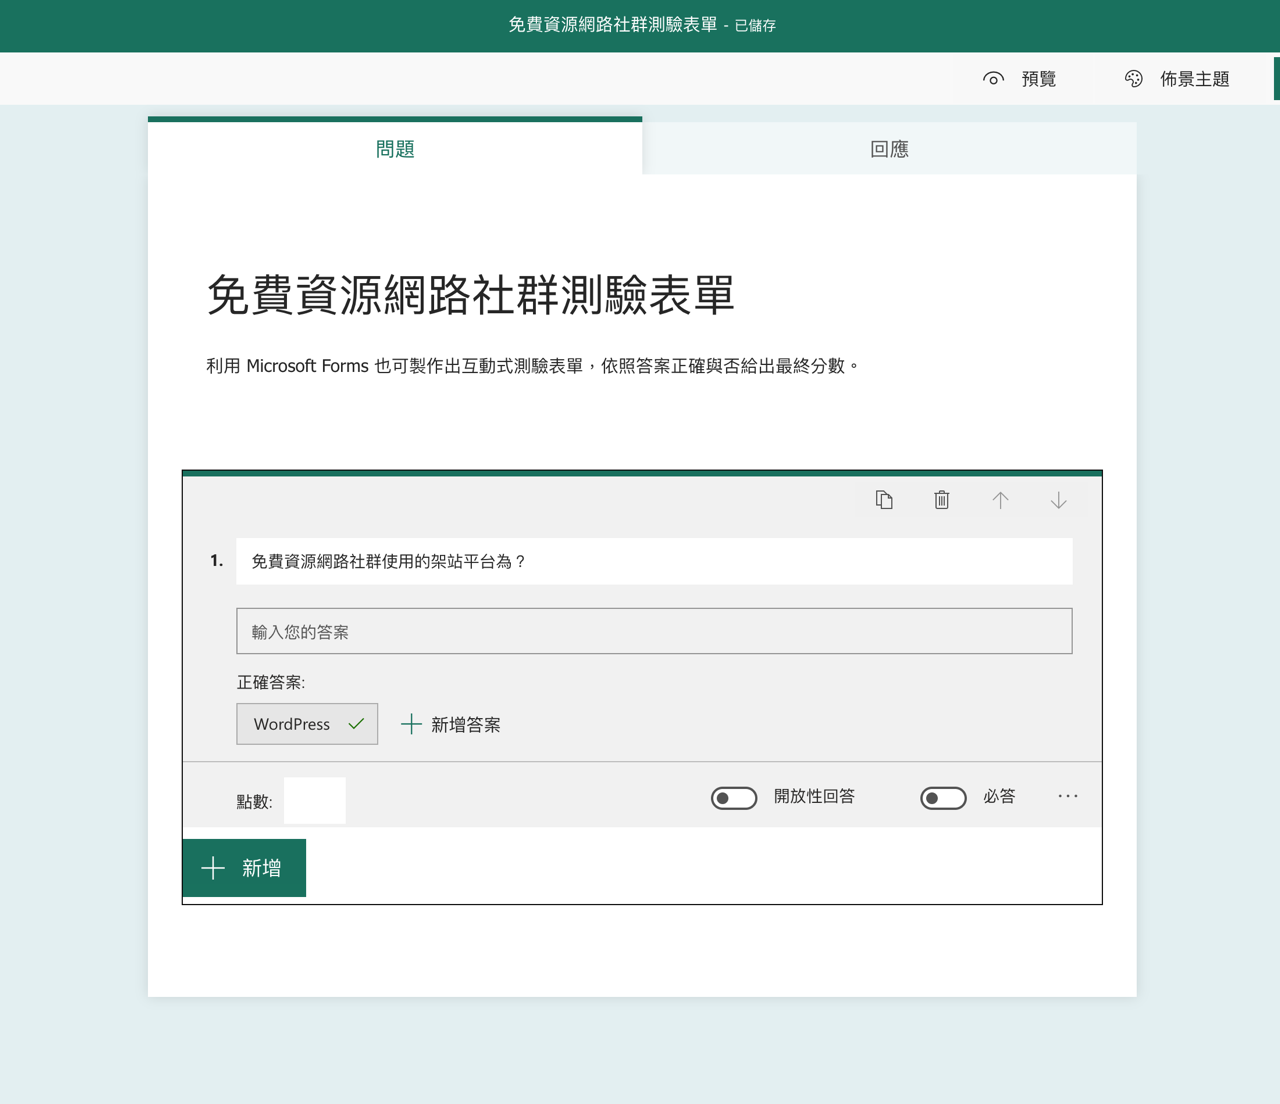 免費資源網路社群測驗表單 - 已儲存
預覽
佈景主題
問題
回應
免費資源網路社群測驗表單
利用 Microsoft Forms 也可製作出互動式測驗表單，依照答案正確與否給出最終分數。
1. 免費資源網路社群使用的架站平台為？
輸入您的答案
正確答案:
WordPress
新增答案
點數:
開放性回答
必答
新增